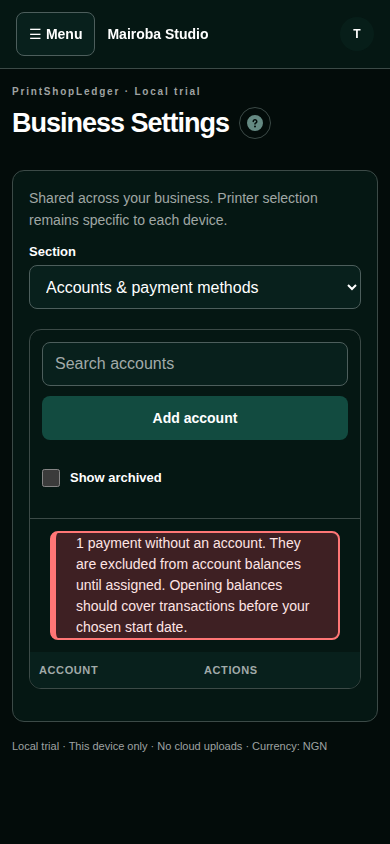 ☰ Menu
Mairoba Studio
T
PrintShopLedger · Local trial
Business Settings
?
Shared across your business. Printer selection
remains specific to each device.
Section
Accounts & payment methods
Search accounts
Add account
Show archived
1 payment without an account. They
are excluded from account balances
until assigned. Opening balances
should cover transactions before your
chosen start date.
ACCOUNT ACTIONS
Local trial · This device only · No cloud uploads · Currency: NGN